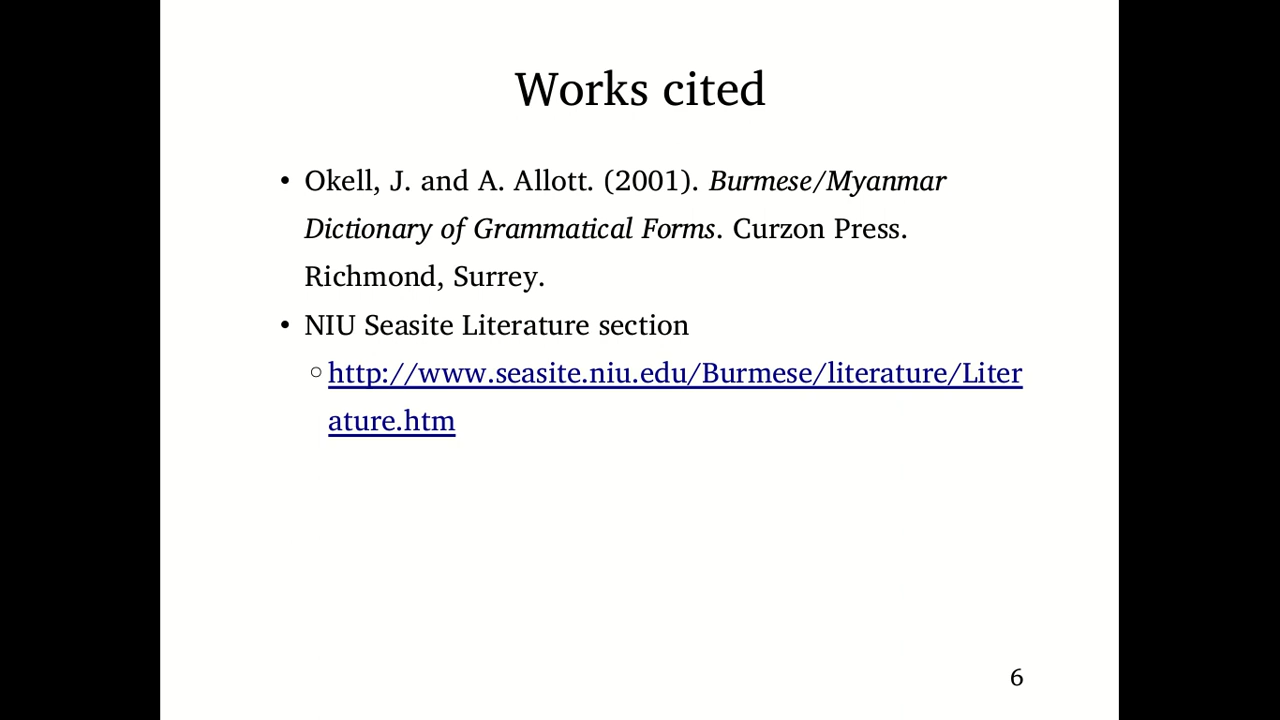 Works cited
• Okell, J. and A. Allott. (2001). Burmese/Myanmar
Dictionary of Grammatical Forms. Curzon Press.
Richmond, Surrey.
• NIU Seasite Literature section
○ http://www.seasite.niu.edu/Burmese/literature/Liter
ature.htm
6